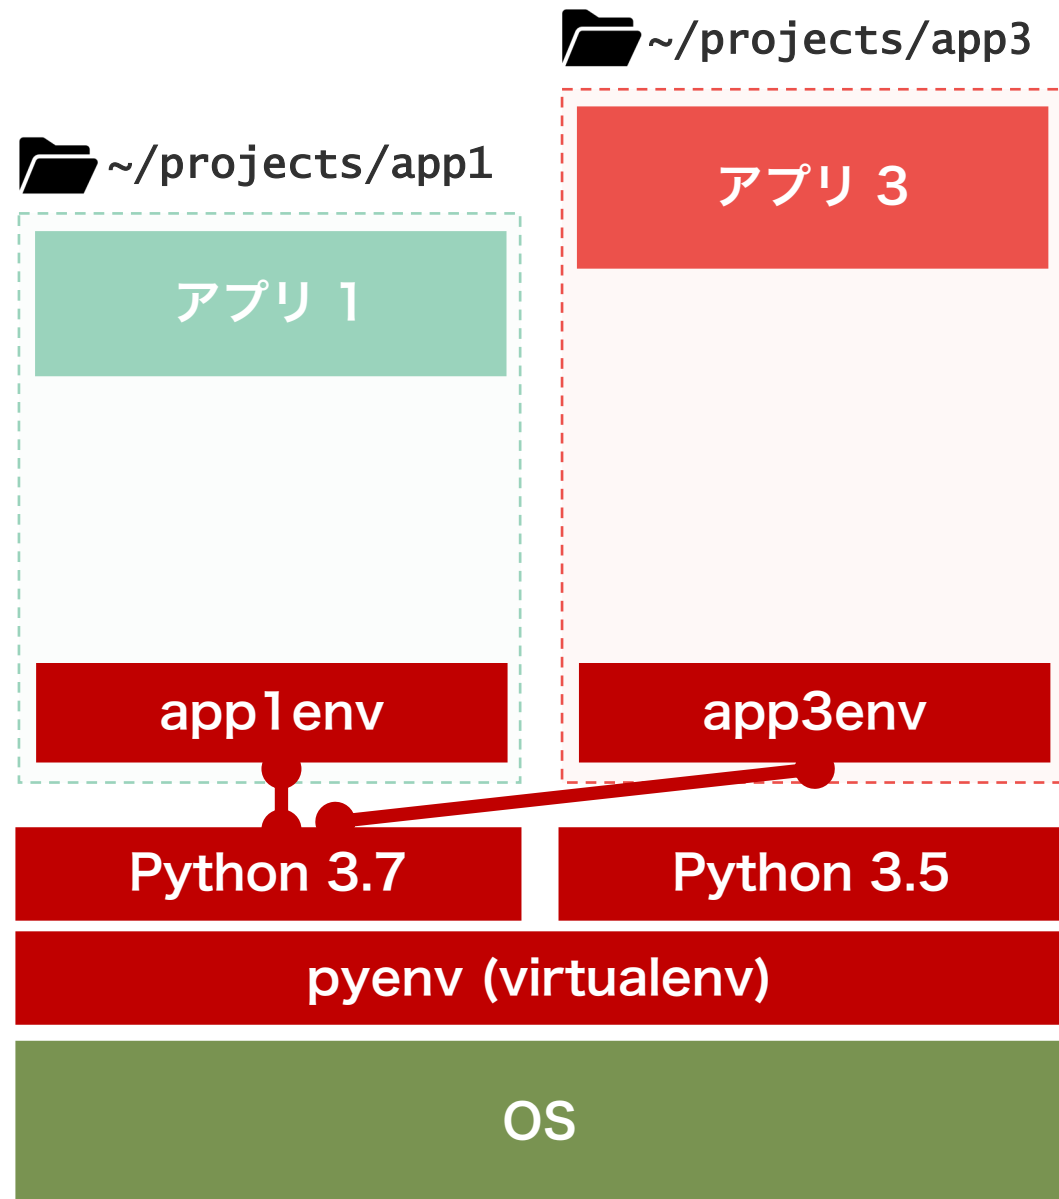 ~/projects/app3
アプリ 3
~/projects/app1
アプリ 1
app1env
app3env
Python 3.7
Python 3.5
pyenv (virtualenv)
OS